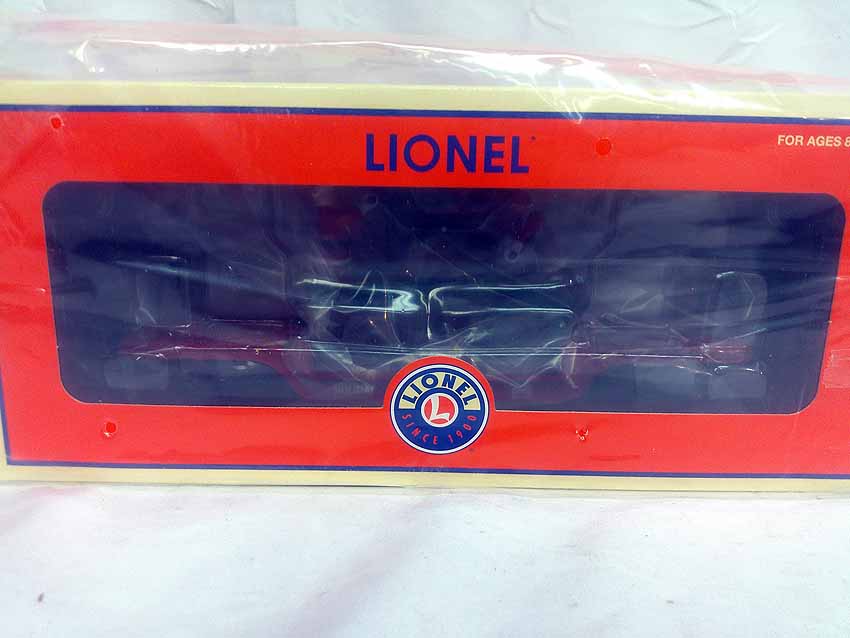 LIONEL
FOR AGES 8
LIONEL
L
SINCE 1900